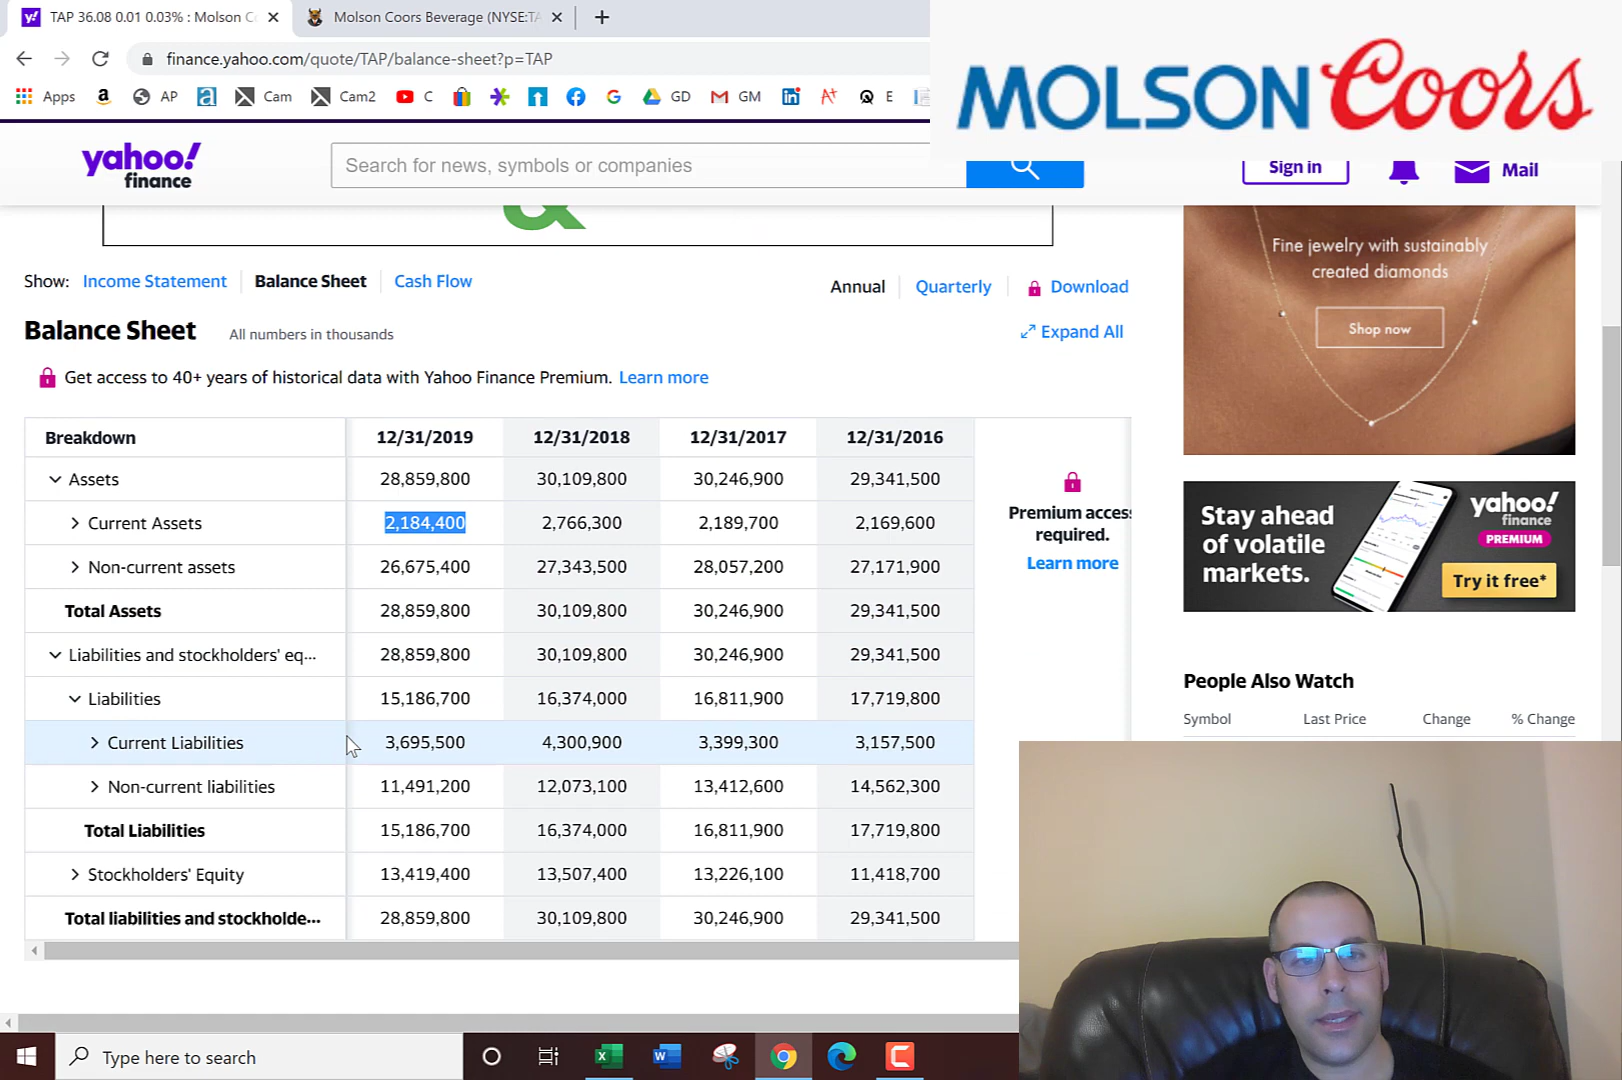 TAP 36.08 0.01 0.03% : Molson C
Molson Coors Beverage (NYSE:TA
finance.yahoo.com/quote/TAP/balance-sheet?p=TAP
Apps AP Cam Cam2 C GD GM E
MOLSON Coors
yahoo!
finance
Search for news, symbols or companies
Sign in
Mail
&
Fine jewelry with sustainably
created diamonds
Shop now
Show: Income Statement Balance Sheet Cash Flow
Annual Quarterly Download
Balance Sheet All numbers in thousands
Expand All
Get access to 40+ years of historical data with Yahoo Finance Premium. Learn more
Breakdown 12/31/2019 12/31/2018 12/31/2017 12/31/2016
Assets 28,859,800 30,109,800 30,246,900 29,341,500
Current Assets 2,184,400 2,766,300 2,189,700 2,169,600
Non-current assets 26,675,400 27,343,500 28,057,200 27,171,900
Total Assets 28,859,800 30,109,800 30,246,900 29,341,500
Liabilities and stockholders' eq... 28,859,800 30,109,800 30,246,900 29,341,500
Liabilities 15,186,700 16,374,000 16,811,900 17,719,800
Current Liabilities 3,695,500 4,300,900 3,399,300 3,157,500
Non-current liabilities 11,491,200 12,073,100 13,412,600 14,562,300
Total Liabilities 15,186,700 16,374,000 16,811,900 17,719,800
Stockholders' Equity 13,419,400 13,507,400 13,226,100 11,418,700
Total liabilities and stockholde... 28,859,800 30,109,800 30,246,900 29,341,500
Premium access
required.
Learn more
Stay ahead
of volatile
markets.
yahoo!
finance
PREMIUM
Try it free*
People Also Watch
Symbol Last Price Change % Change
Type here to search